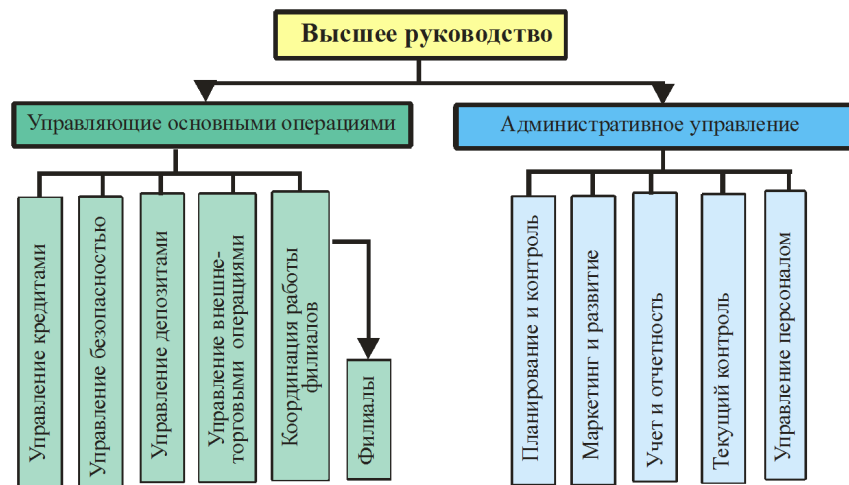 Высшее руководство
Управляющие основными операциями
Административное управление
Управление кредитами
Управление безопасностью
Управление депозитами
Управление внешне-
торговыми операциями
Координация работы
филиалов
Филиалы
Планирование и контроль
Маркетинг и развитие
Учет и отчетность
Текущий контроль
Управление персоналом